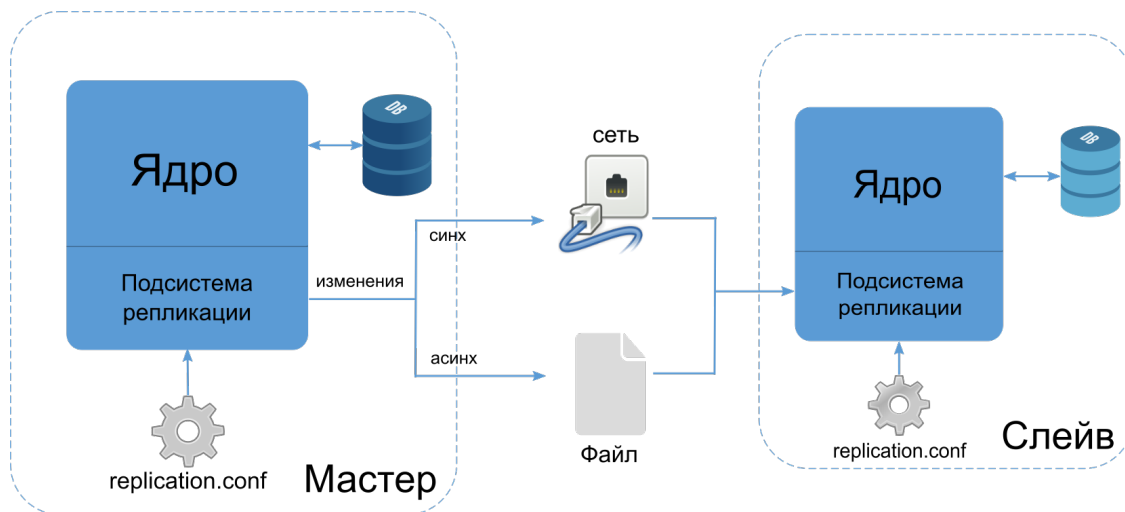 DB
Ядро
Подсистема
репликации
изменения
синх
асинх
replication.conf
Мастер
сеть
Файл
DB
Ядро
Подсистема
репликации
replication.conf
Слейв